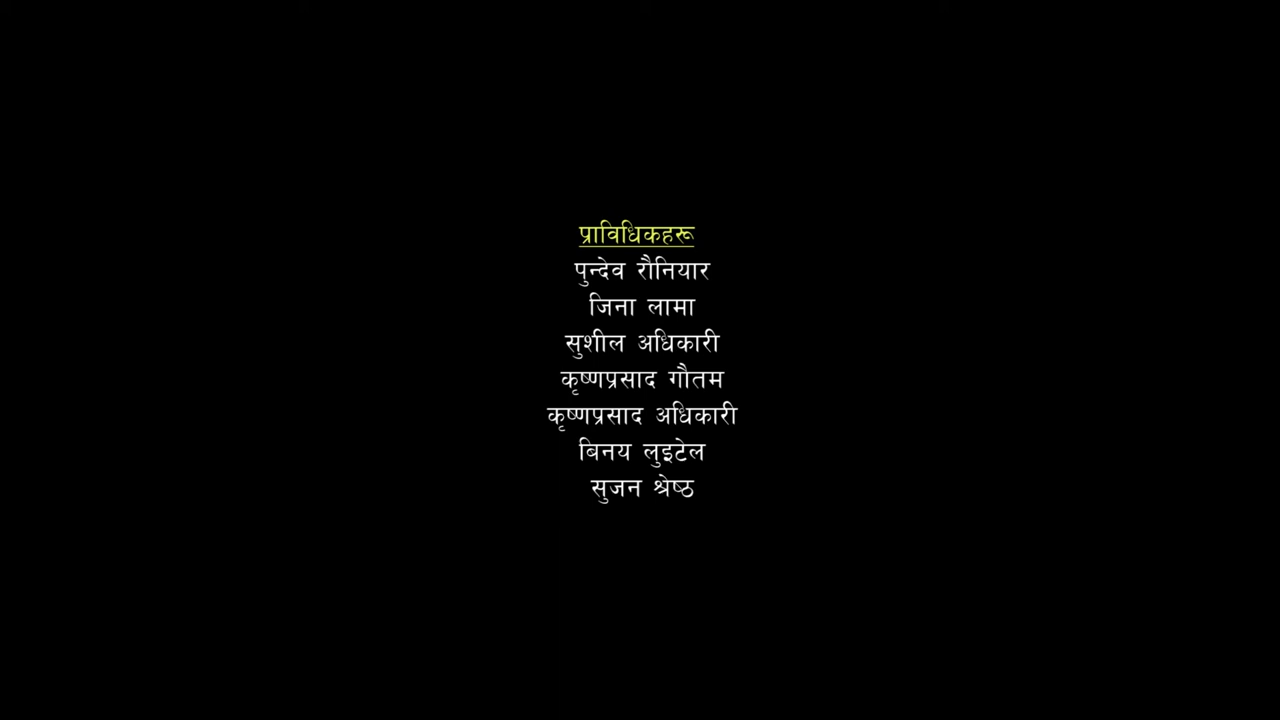 प्राविधिकहरू
पुन्देव रौनियार
जिना लामा
सुशील अधिकारी
कृष्णप्रसाद गौतम
कृष्णप्रसाद अधिकारी
बिनय लुइटेल
सुजन श्रेष्ठ